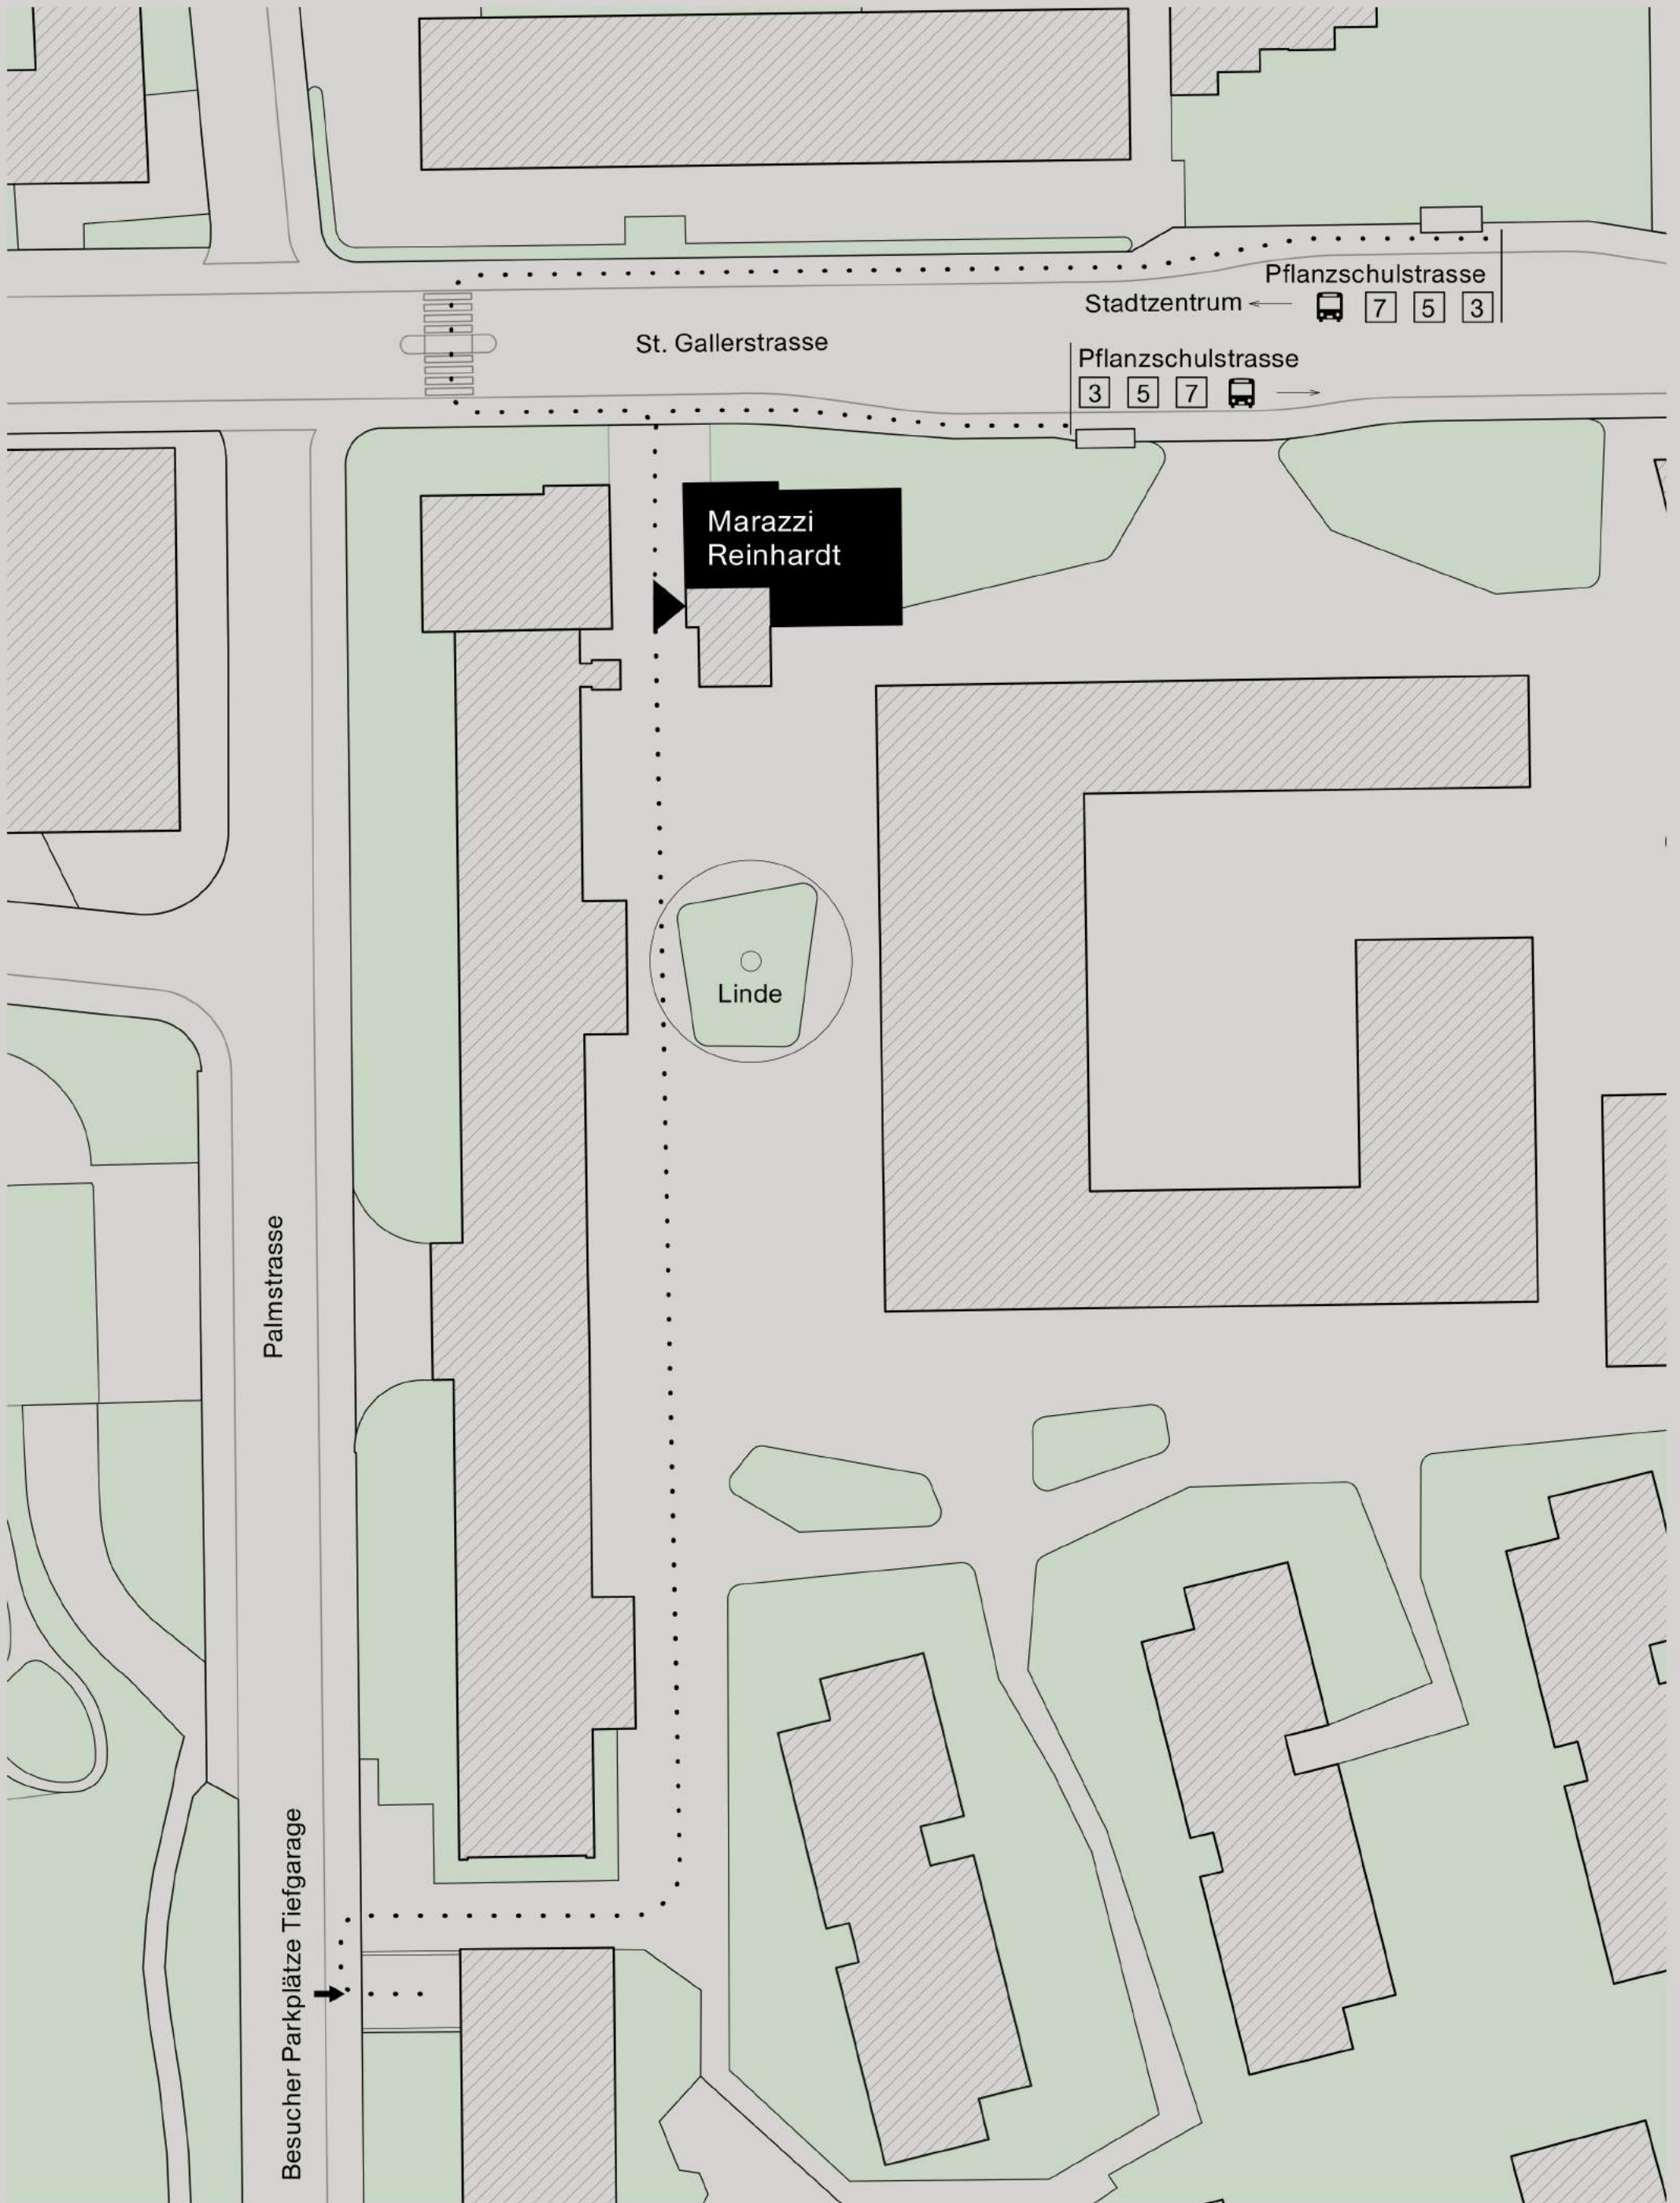 Pflanzschulstrasse
Stadtzentrum ← 7 5 3
St. Gallerstrasse
Pflanzschulstrasse
3 5 7 →
Marazzi
Reinhardt
Linde
Palmstrasse
Besucher Parkplätze Tiefgarage